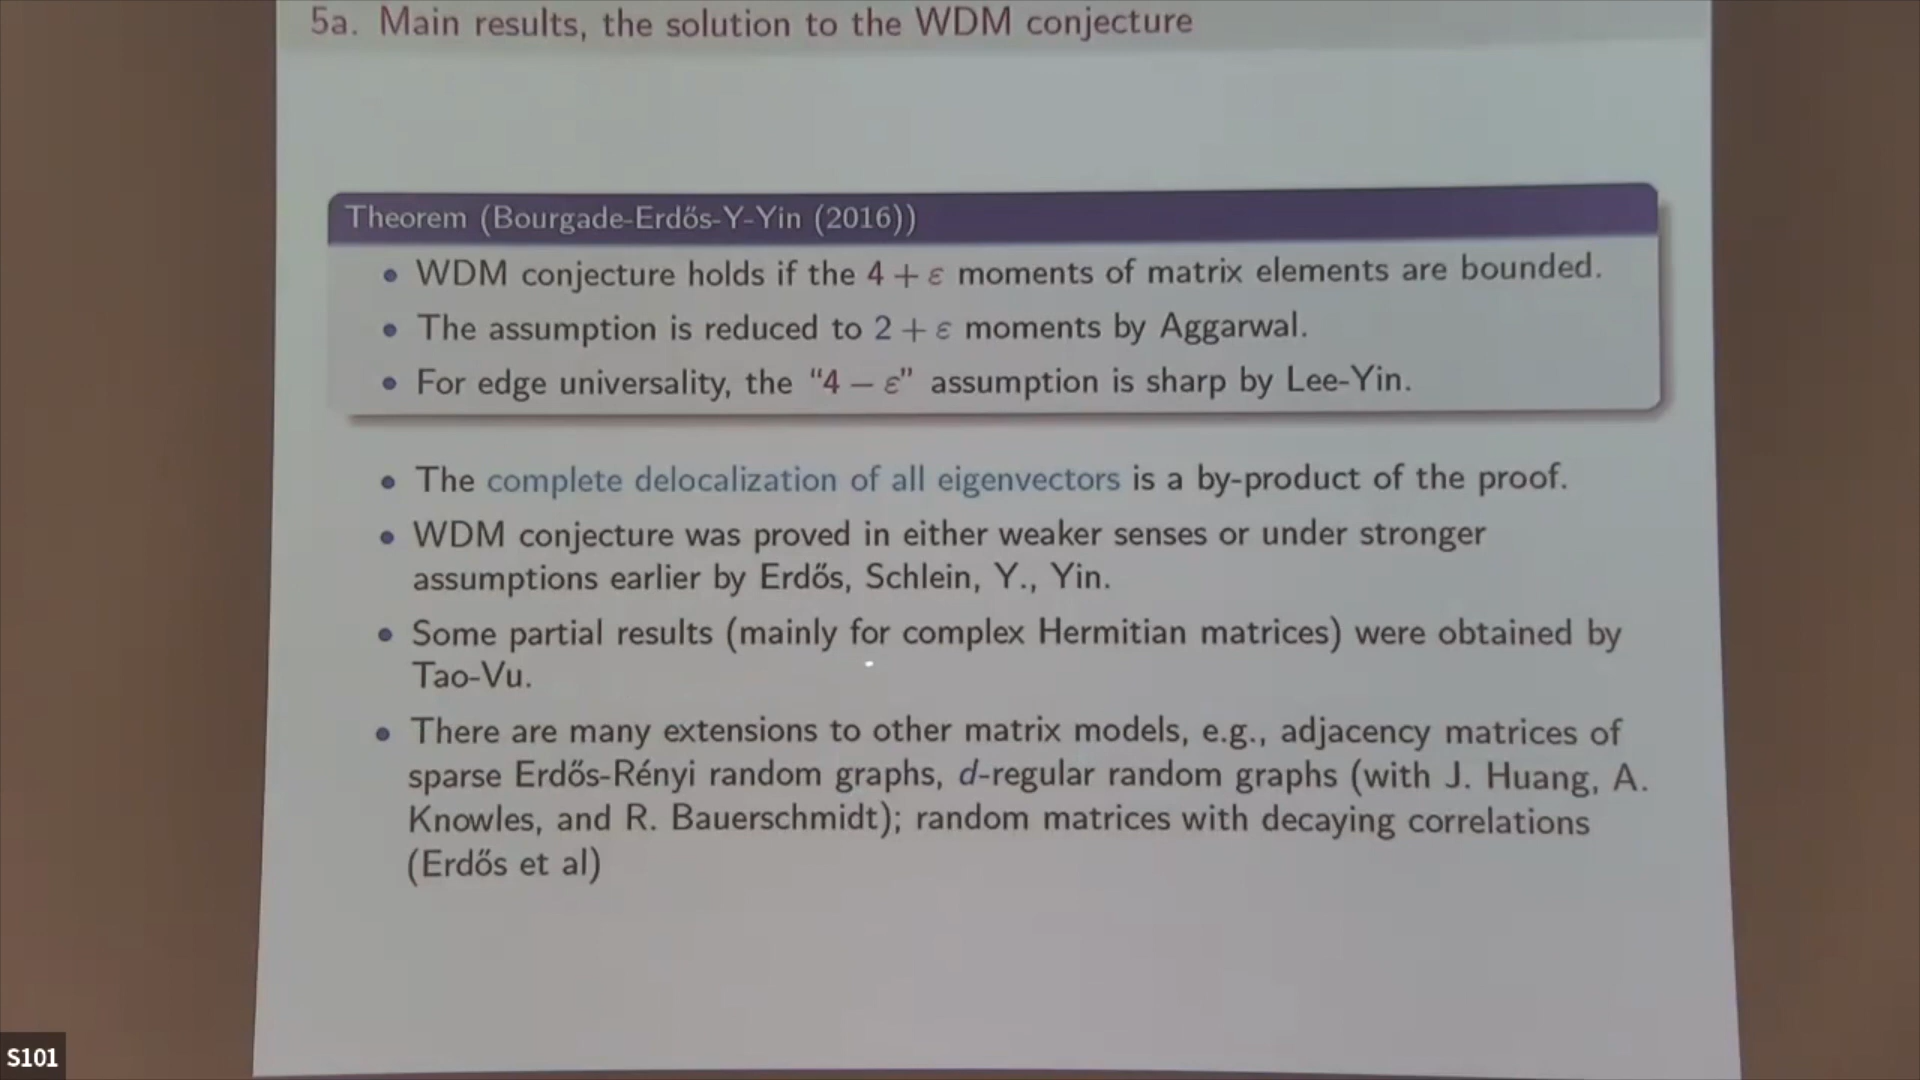 5a. Main results, the solution to the WDM conjecture
Theorem (Bourgade-Erdős-Y-Yin (2016))
• WDM conjecture holds if the 4 + ε moments of matrix elements are bounded.
• The assumption is reduced to 2 + ε moments by Aggarwal.
• For edge universality, the “4 − ε” assumption is sharp by Lee-Yin.
• The complete delocalization of all eigenvectors is a by-product of the proof.
• WDM conjecture was proved in either weaker senses or under stronger
assumptions earlier by Erdős, Schlein, Y., Yin.
• Some partial results (mainly for complex Hermitian matrices) were obtained by
Tao-Vu.
• There are many extensions to other matrix models, e.g., adjacency matrices of
sparse Erdős-Rényi random graphs, d-regular random graphs (with J. Huang, A.
Knowles, and R. Bauerschmidt); random matrices with decaying correlations
(Erdős et al)
S101